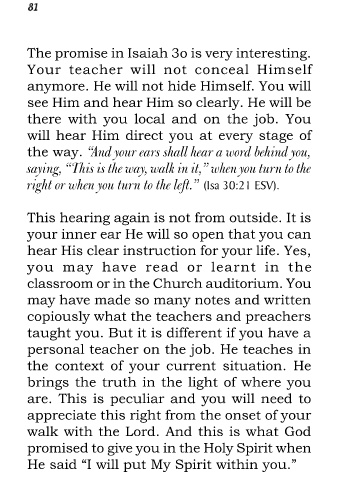 81
The promise in Isaiah 3o is very interesting.
Your teacher will not conceal Himself
anymore. He will not hide Himself. You will
see Him and hear Him so clearly. He will be
there with you local and on the job. You
will hear Him direct you at every stage of
the way. “And your ears shall hear a word behind you,
saying, “‘This is the way, walk in it,” when you turn to the
right or when you turn to the left.” (Isa 30:21 ESV).
This hearing again is not from outside. It is
your inner ear He will so open that you can
hear His clear instruction for your life. Yes,
you may have read or learnt in the
classroom or in the Church auditorium. You
may have made so many notes and written
copiously what the teachers and preachers
taught you. But it is different if you have a
personal teacher on the job. He teaches in
the context of your current situation. He
brings the truth in the light of where you
are. This is peculiar and you will need to
appreciate this right from the onset of your
walk with the Lord. And this is what God
promised to give you in the Holy Spirit when
He said “I will put My Spirit within you.”